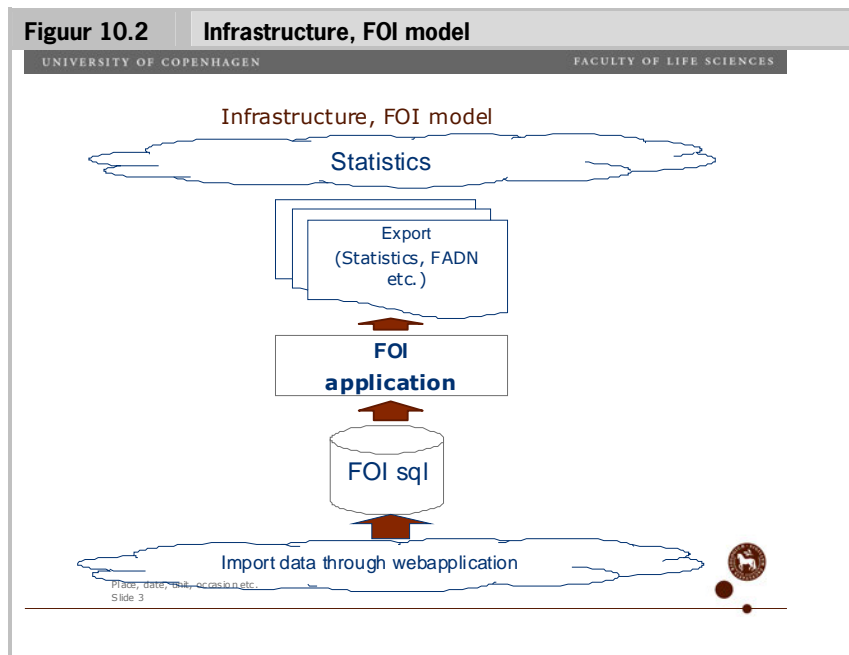 Figuur 10.2 Infrastructure, FOI model
UNIVERSITY OF COPENHAGEN FACULTY OF LIFE SCIENCES
Infrastructure, FOI model
Statistics
Export
(Statistics, FADN
etc.)
FOI
application
FOI sql
Import data through webapplication
Place, date, unit, occasion etc.
Slide 3